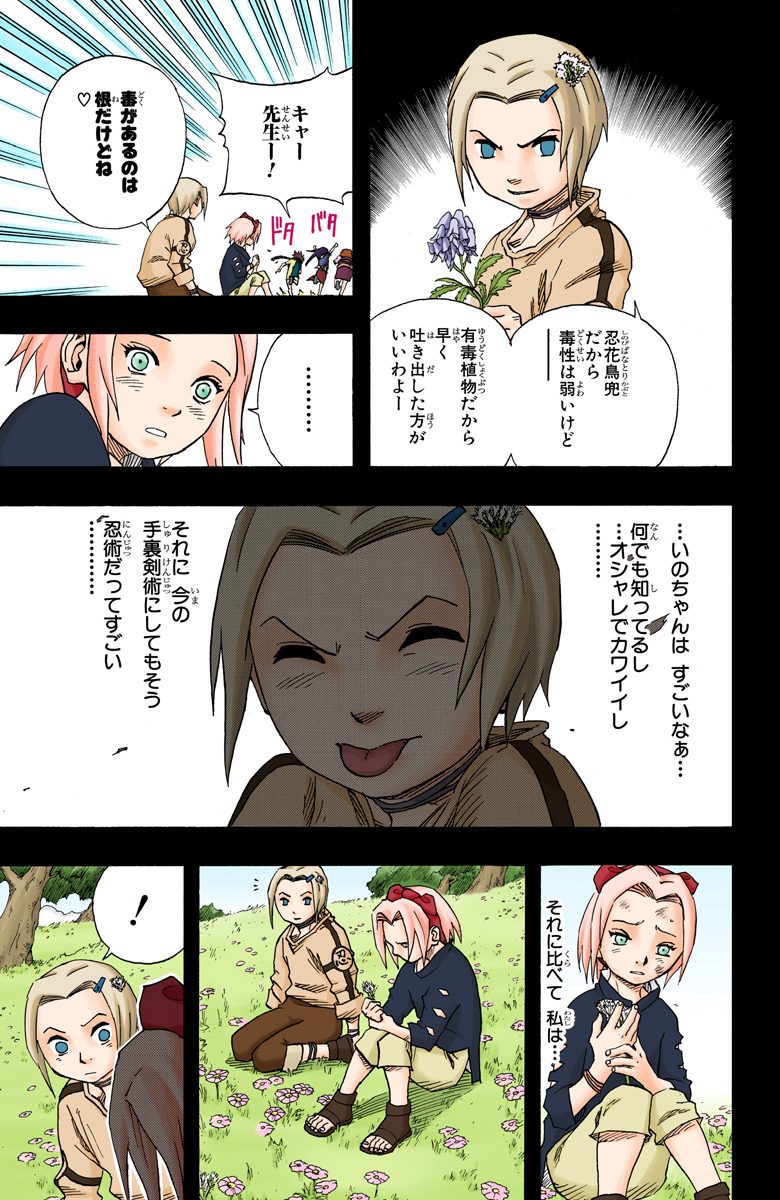 忍花鳥兜
だから
毒性は弱いけど
――
有毒植物だから
早く
吐き出した方が
いいわよー
キャー
先生ー！
ドタ
バタ
毒があるのは
根だけどね
♡
………
…いのちゃんは すごいなぁ…
何でも知ってるし
…オシャレでカワイイし
それに 今の
手裏剣術にしてもそう
忍術だってすごい
…………
それに比べて 私は…
！